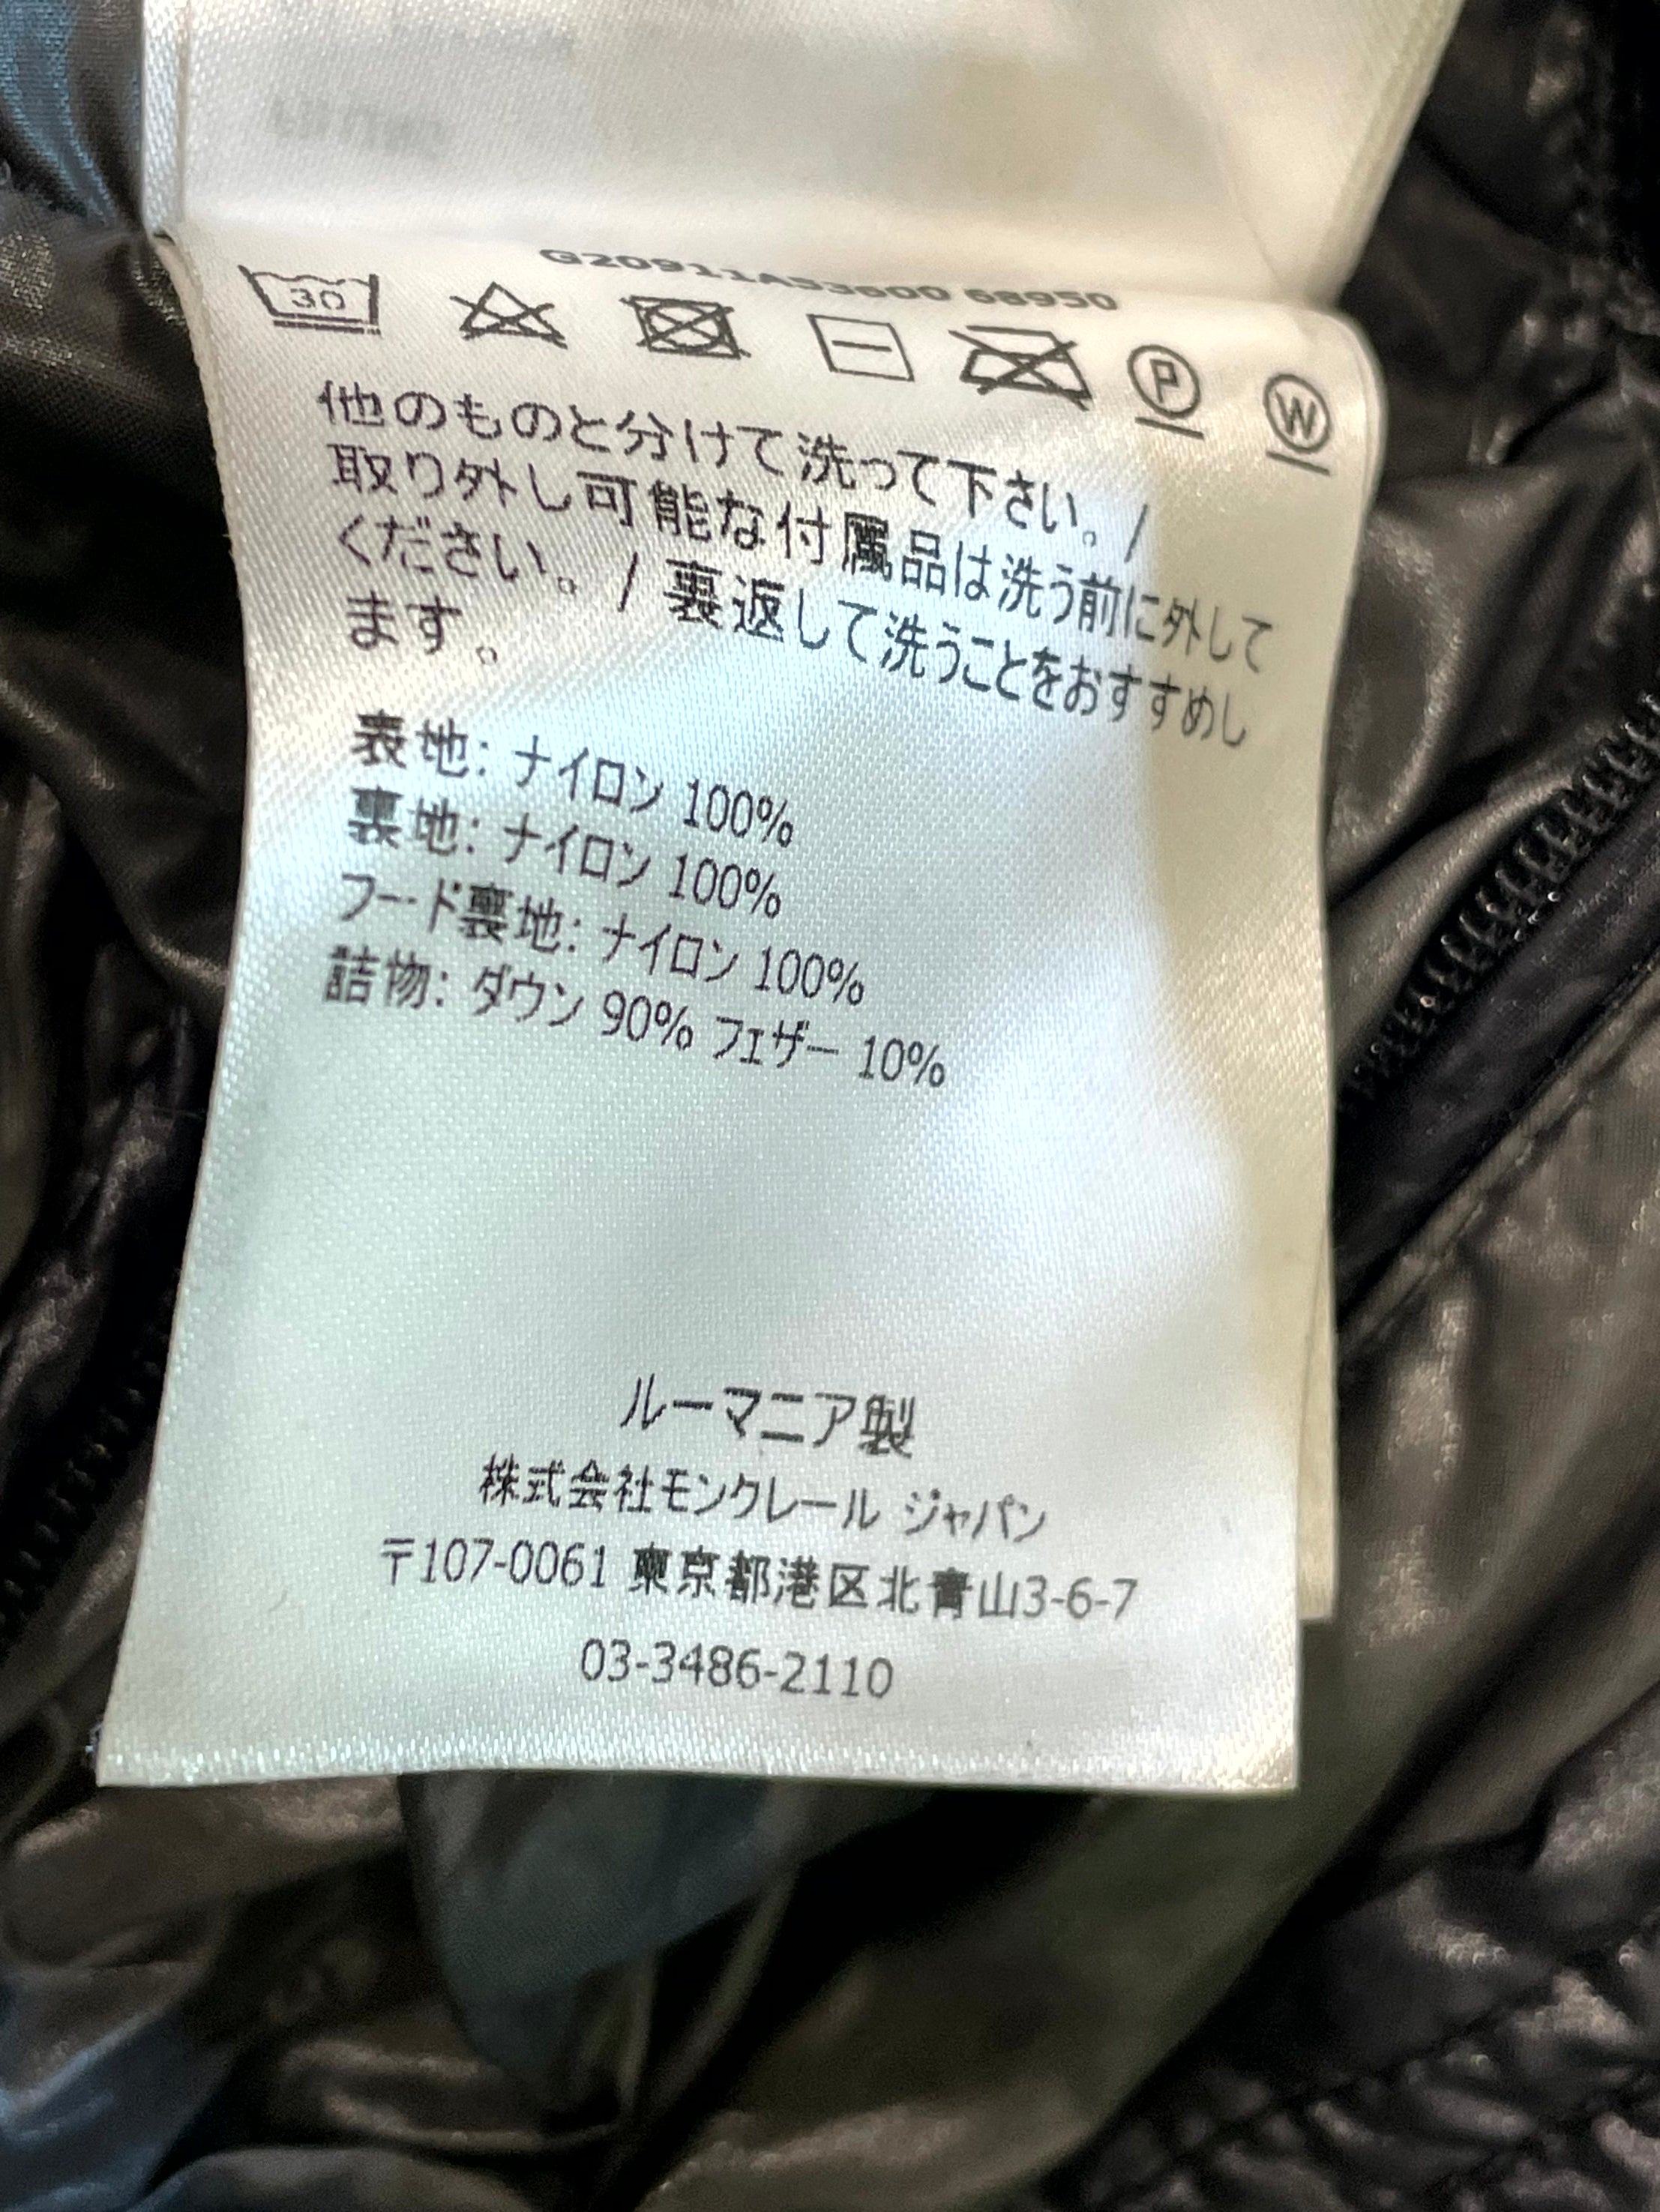 G20911A53600 68950
30
P W
他のものと分けて洗って下さい。/
取り外し可能な付属品は洗う前に外して
ください。/ 裏返して洗うことをおすすめし
ます。
表地: ナイロン 100%
裏地: ナイロン 100%
フード裏地: ナイロン 100%
詰物: ダウン 90% フェザー 10%
ルーマニア製
株式会社モンクレール ジャパン
〒107-0061 東京都港区北青山3-6-7
03-3486-2110